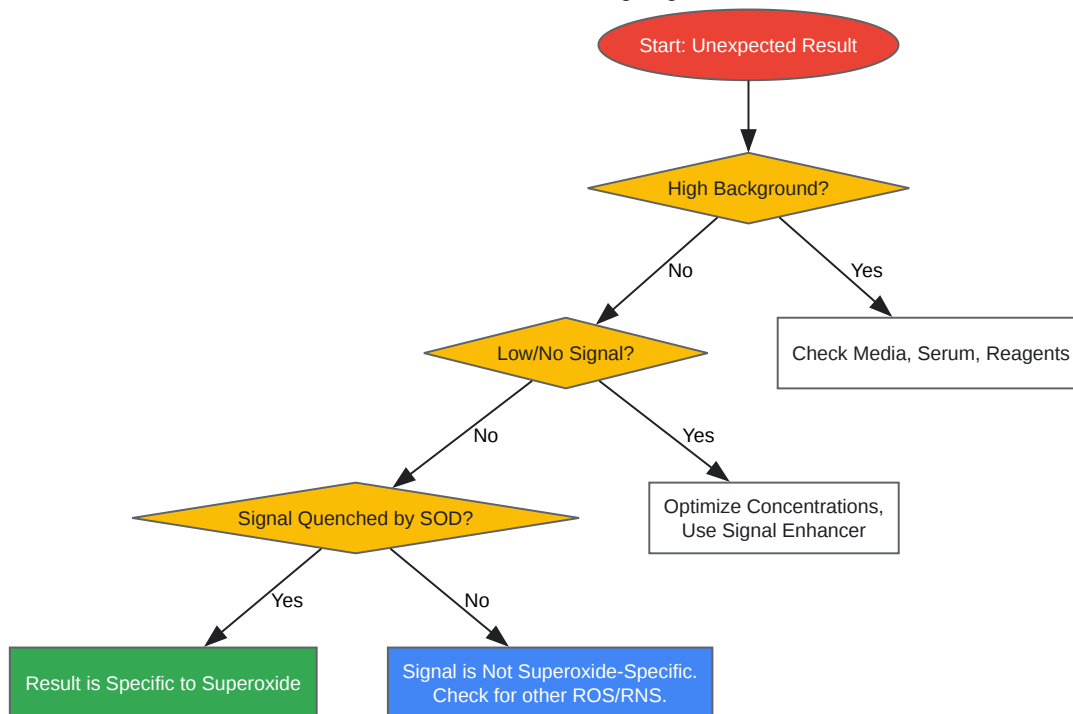 Start: Unexpected Result
High Background?
No
Yes
Low/No Signal?
Check Media, Serum, Reagents
No
Yes
Signal Quenched by SOD?
Optimize Concentrations,
Use Signal Enhancer
Yes
No
Result is Specific to Superoxide
Signal is Not Superoxide-Specific.
Check for other ROS/RNS.